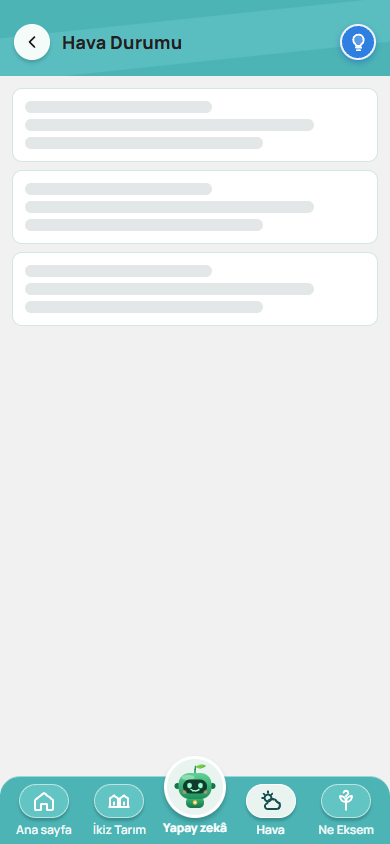 Hava Durumu
Ana sayfa
İkiz Tarım
Yapay zekâ
Hava
Ne Eksem